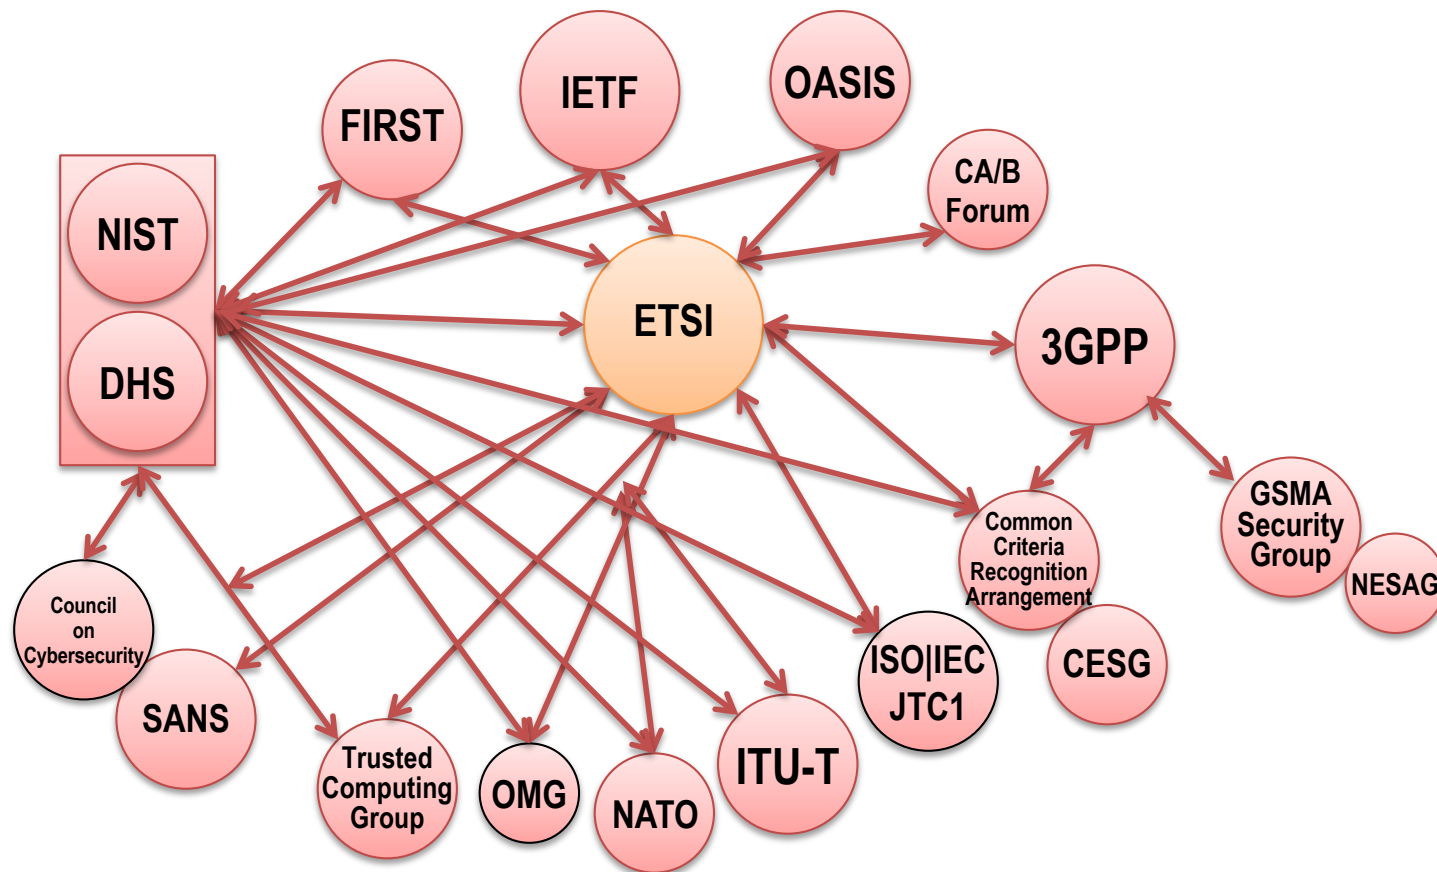 FIRST
IETF
OASIS
CA/B
Forum
NIST
DHS
ETSI
3GPP
GSMA
Security
Group
NESAG
Common
Criteria
Recognition
Arrangement
CESG
ISO|IEC
JTC1
Council
on
Cybersecurity
SANS
Trusted
Computing
Group
OMG
NATO
ITU-T